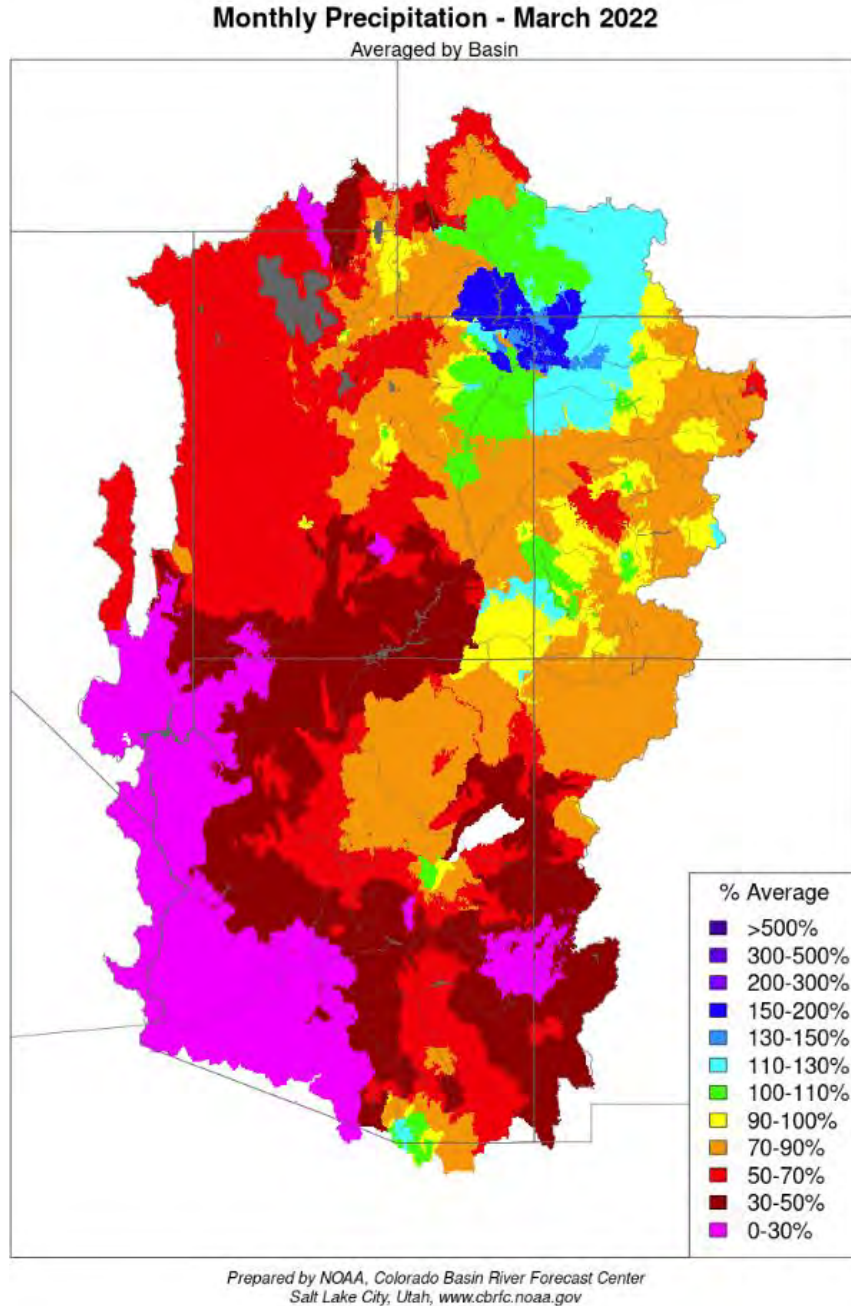 Monthly Precipitation - March 2022
Averaged by Basin
% Average
>500%
300-500%
200-300%
150-200%
130-150%
110-130%
100-110%
90-100%
70-90%
50-70%
30-50%
0-30%
Prepared by NOAA, Colorado Basin River Forecast Center
Salt Lake City, Utah, www.cbrfc.noaa.gov